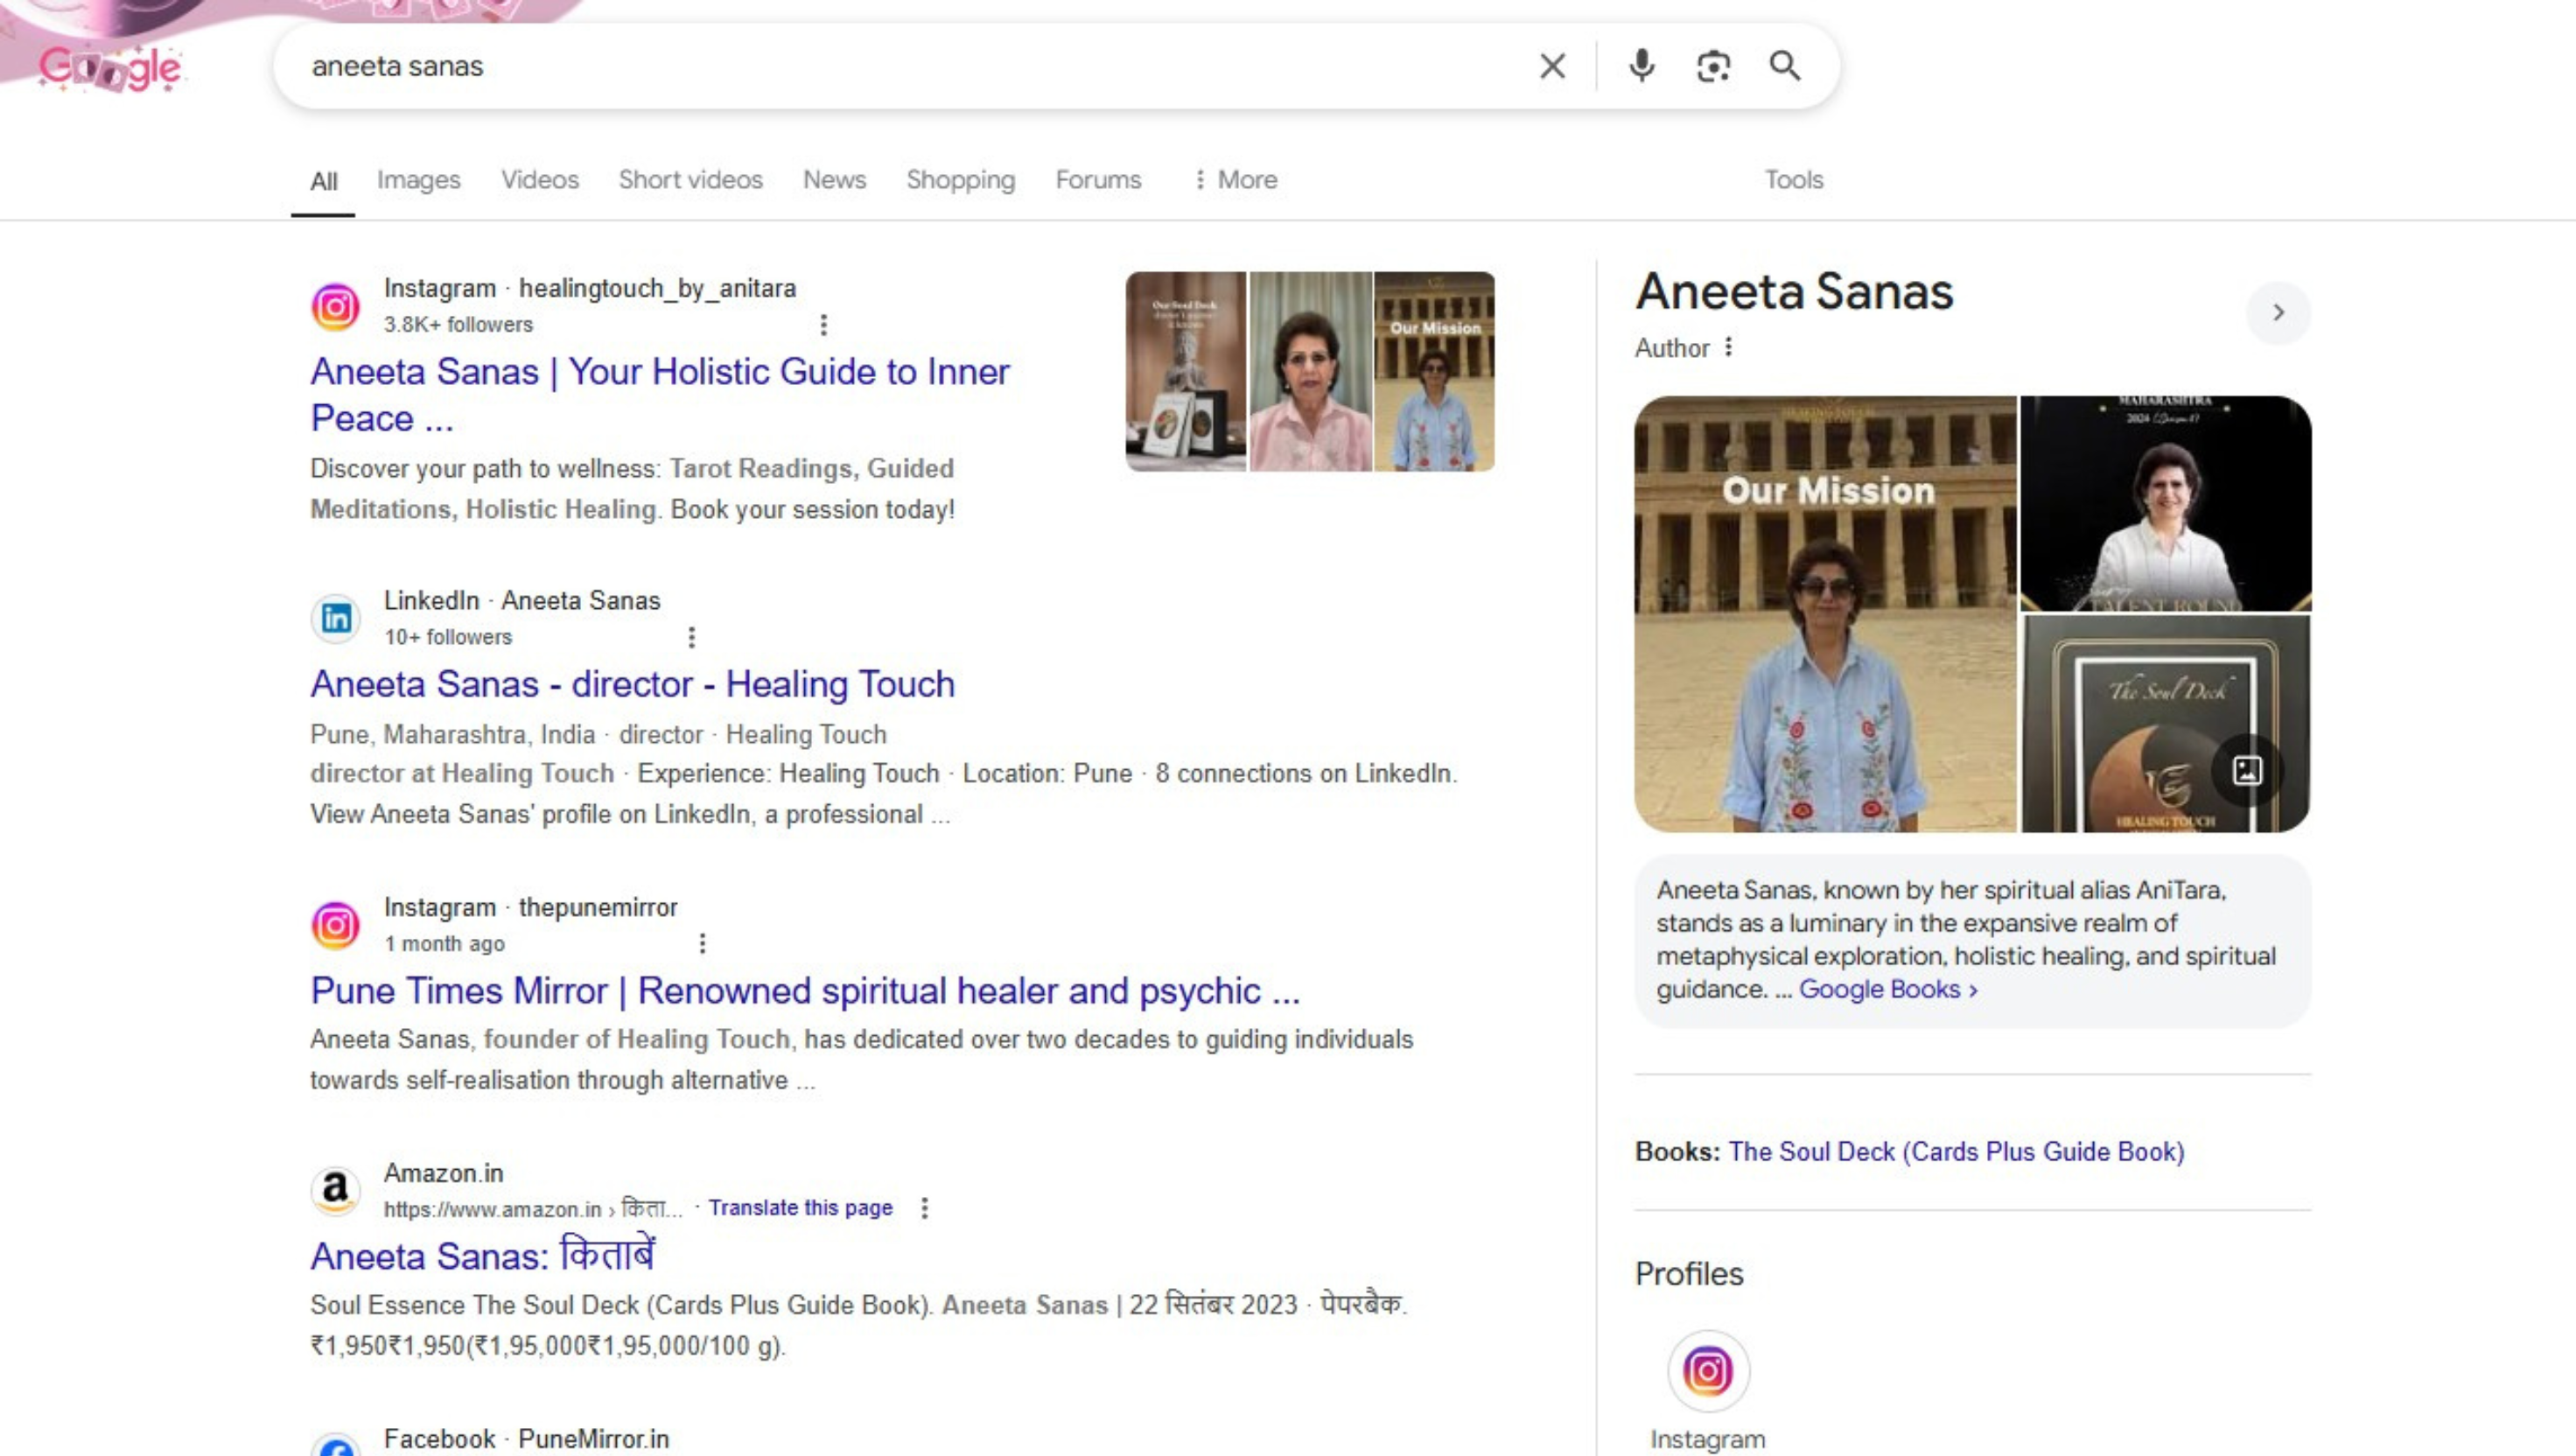 Google
aneeta sanas
All Images Videos Short videos News Shopping Forums More Tools
Instagram · healingtouch_by_anitara
3.8K+ followers
Aneeta Sanas | Your Holistic Guide to Inner
Peace ...
Discover your path to wellness: Tarot Readings, Guided
Meditations, Holistic Healing. Book your session today!
Our Soul Deck
Our Mission
LinkedIn · Aneeta Sanas
10+ followers
Aneeta Sanas - director - Healing Touch
Pune, Maharashtra, India · director · Healing Touch
director at Healing Touch · Experience: Healing Touch · Location: Pune · 8 connections on LinkedIn.
View Aneeta Sanas' profile on LinkedIn, a professional ...
Instagram · thepunemirror
1 month ago
Pune Times Mirror | Renowned spiritual healer and psychic ...
Aneeta Sanas, founder of Healing Touch, has dedicated over two decades to guiding individuals
towards self-realisation through alternative ...
Amazon.in
https://www.amazon.in › किता... · Translate this page
Aneeta Sanas: किताबें
Soul Essence The Soul Deck (Cards Plus Guide Book). Aneeta Sanas | 22 सितंबर 2023 · पेपरबैक.
₹1,950₹1,950(₹1,95,000₹1,95,000/100 g).
Facebook · PuneMirror.in
Aneeta Sanas
Author
Our Mission
MAHARASHTRA
2024
TALENT ROUND
The Soul Deck
HEALING TOUCH
Aneeta Sanas, known by her spiritual alias AniTara,
stands as a luminary in the expansive realm of
metaphysical exploration, holistic healing, and spiritual
guidance. ... Google Books ›
Books: The Soul Deck (Cards Plus Guide Book)
Profiles
Instagram